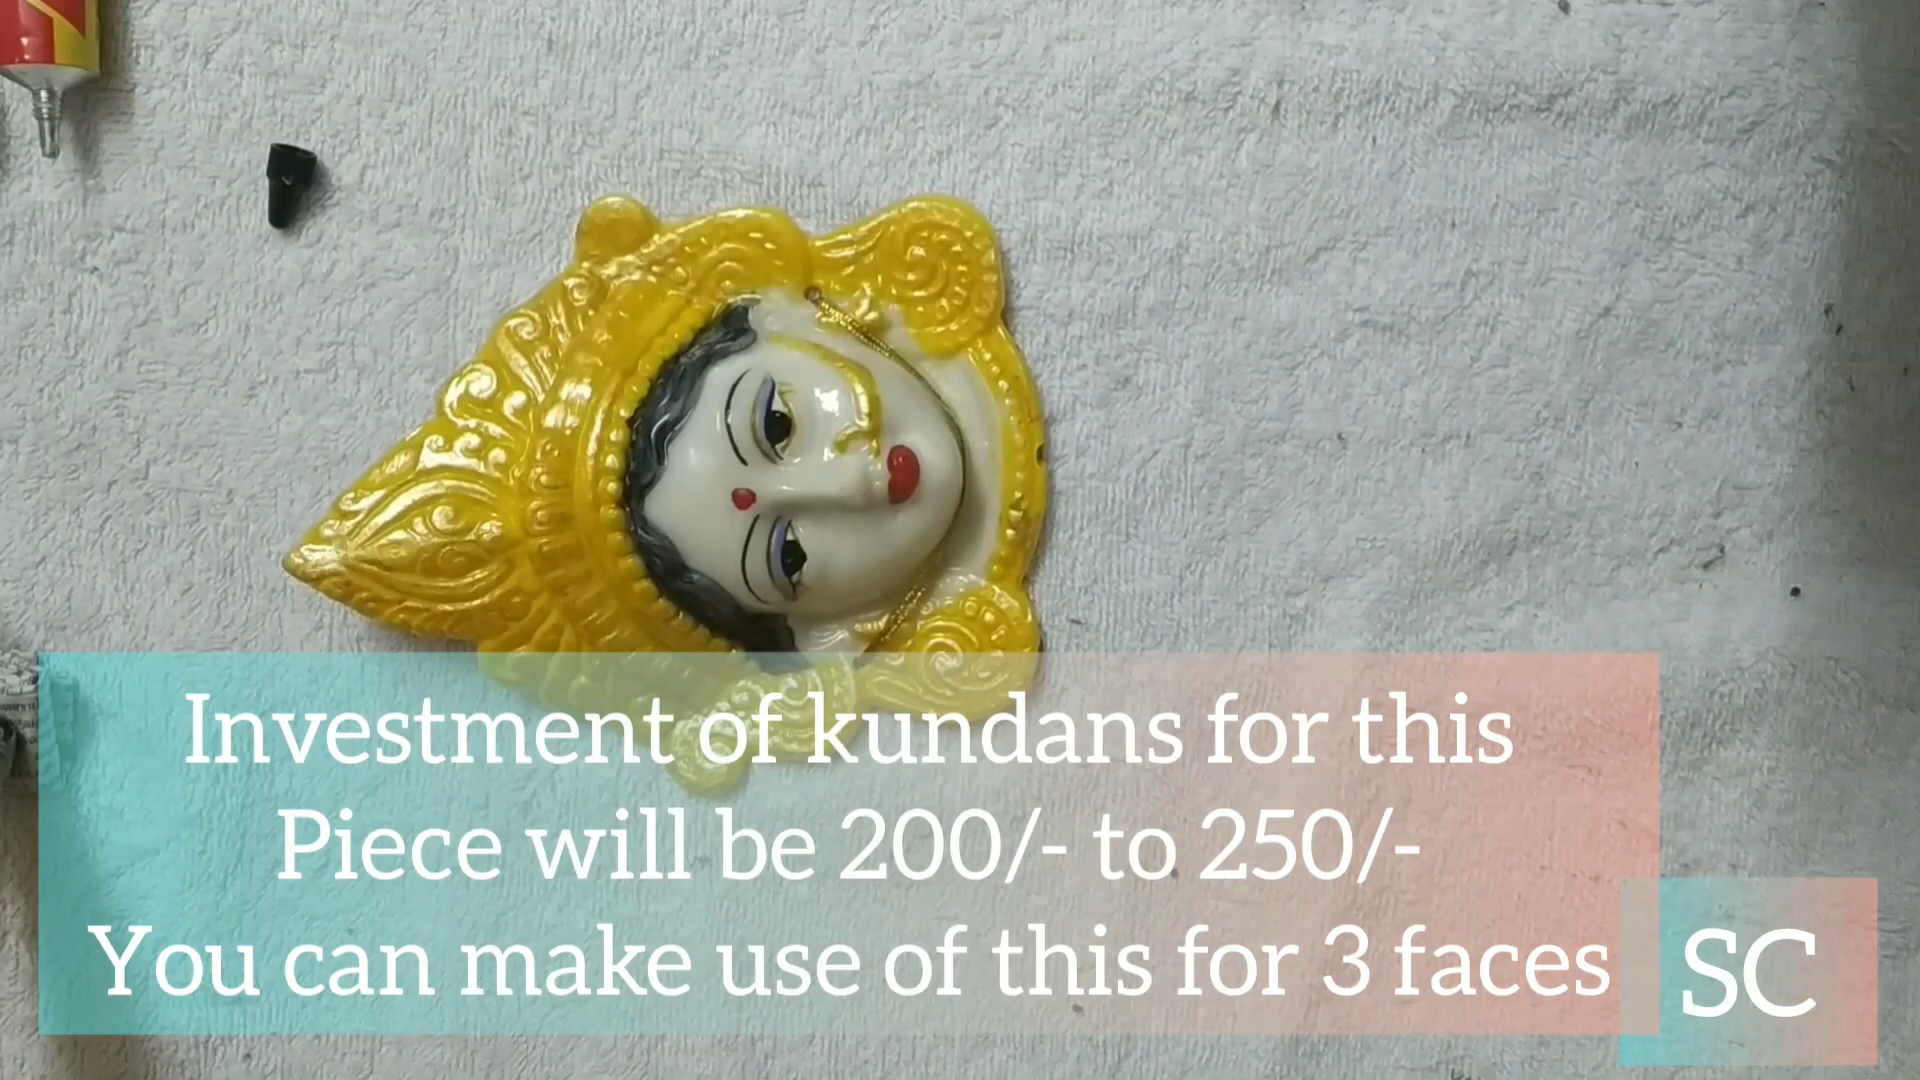 Investment of kundans for this
Piece will be 200/- to 250/-
You can make use of this for 3 faces
SC